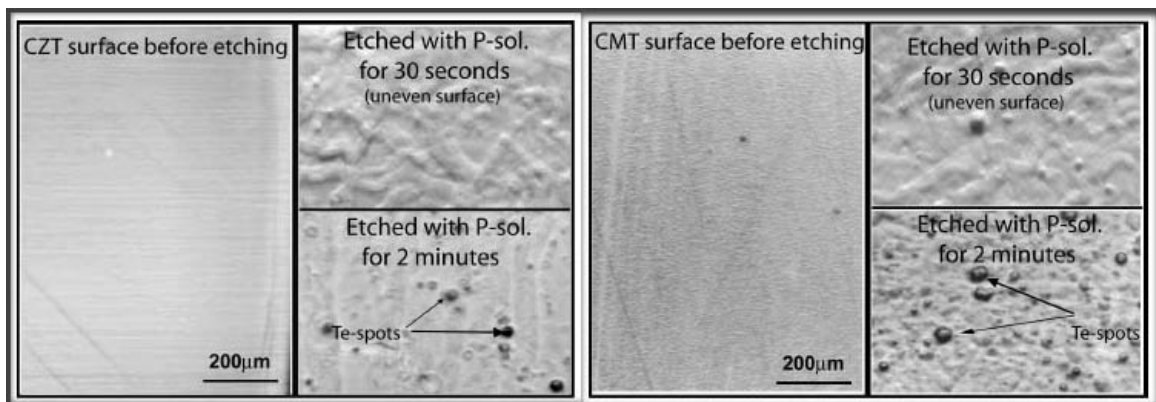 CZT surface before etching
200μm
Etched with P-sol.
for 30 seconds
(uneven surface)
Etched with P-sol.
for 2 minutes
Te-spots
CMT surface before etching
200μm
Etched with P-sol.
for 30 seconds
(uneven surface)
Etched with P-sol.
for 2 minutes
Te-spots